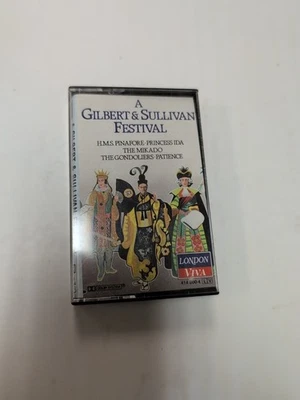 A
GILBERT & SULLIVAN
FESTIVAL
H.M.S. PINAFORE · PRINCESS IDA
THE MIKADO
THE GONDOLIERS · PATIENCE
LONDON
VIVA